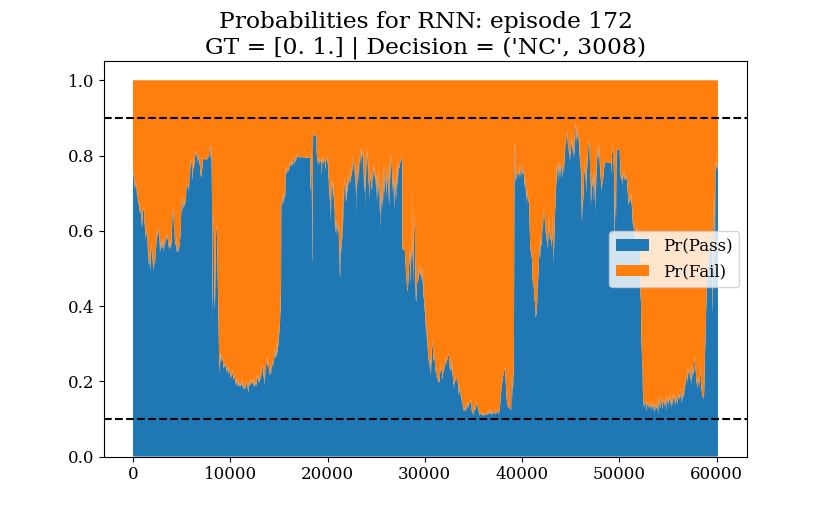 Probabilities for RNN: episode 172
GT = [0. 1.] | Decision = ('NC', 3008)
1.0
0.8
0.6
0.4
0.2
0.0
Pr(Pass)
Pr(Fail)
0 10000 20000 30000 40000 50000 60000